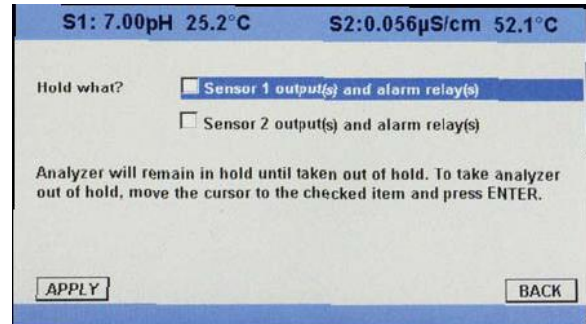 S1: 7.00pH 25.2°C S2:0.056µS/cm 52.1°C
Hold what? Sensor 1 output(s) and alarm relay(s)
Sensor 2 output(s) and alarm relay(s)
Analyzer will remain in hold until taken out of hold. To take analyzer
out of hold, move the cursor to the checked item and press ENTER.
APPLY BACK